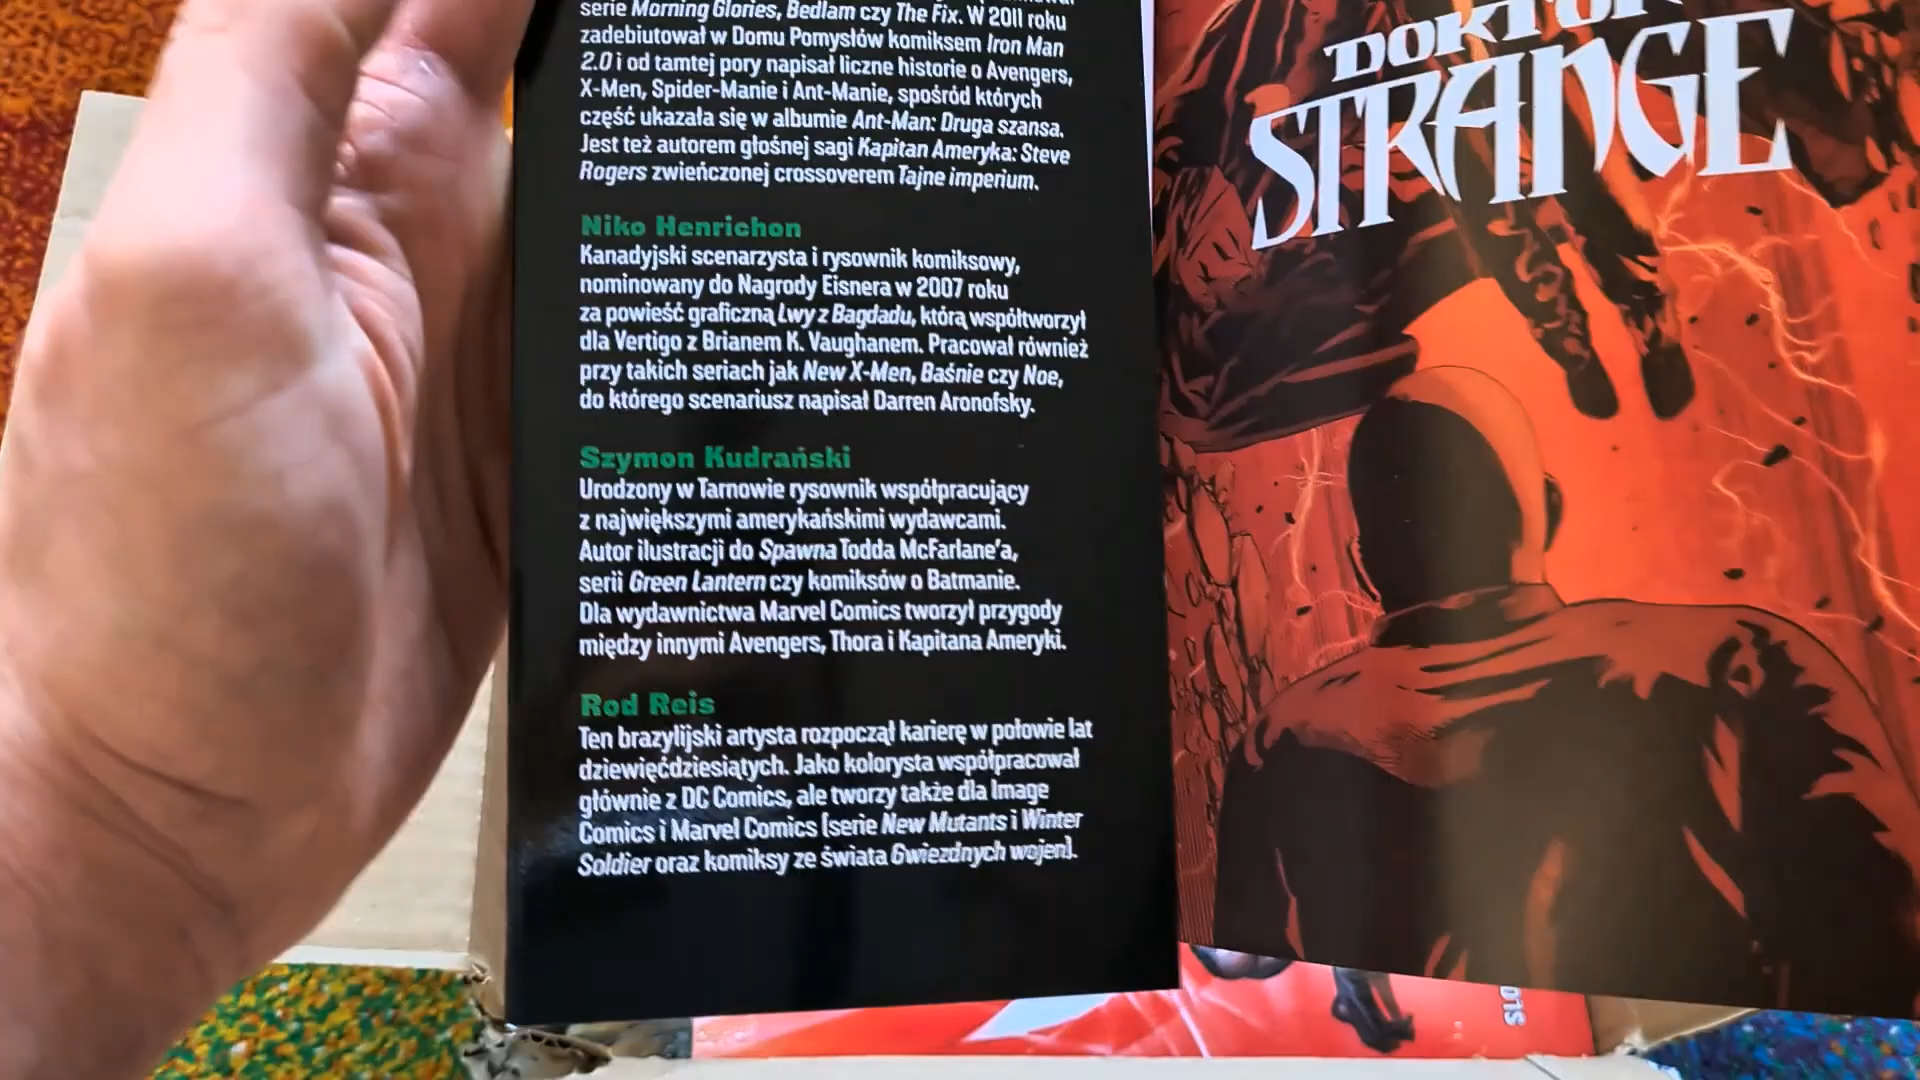 serie Morning Glories, Bedlam czy The Fix. W 2011 roku
zadebiutował w Domu Pomysłów komiksem Iron Man
2.0 i od tamtej pory napisał liczne historie o Avengers,
X-Men, Spider-Manie i Ant-Manie, spośród których
część ukazała się w albumie Ant-Man: Druga szansa.
Jest też autorem głośnej sagi Kapitan Ameryka: Steve
Rogers zwieńczonej crossoverem Tajne imperium.
Niko Henrichon
Kanadyjski scenarzysta i rysownik komiksowy,
nominowany do Nagrody Eisnera w 2007 roku
za powieść graficzną Lwy z Bagdadu, którą współtworzył
dla Vertigo z Brianem K. Vaughanem. Pracował również
przy takich seriach jak New X-Men, Baśnie czy Noe,
do którego scenariusz napisał Darren Aronofsky.
Szymon Kudrański
Urodzony w Tarnowie rysownik współpracujący
z największymi amerykańskimi wydawcami.
Autor ilustracji do Spawna Todda McFarlane'a,
serii Green Lantern czy komiksów o Batmanie.
Dla wydawnictwa Marvel Comics tworzył przygody
między innymi Avengers, Thora i Kapitana Ameryki.
Rod Reis
Ten brazylijski artysta rozpoczął karierę w połowie lat
dziewięćdziesiątych. Jako kolorysta współpracował
głównie z DC Comics, ale tworzy także dla Image
Comics i Marvel Comics (serie New Mutants i Winter
Soldier oraz komiksy ze świata Gwiezdnych wojen).
DOKTOR
STRANGE